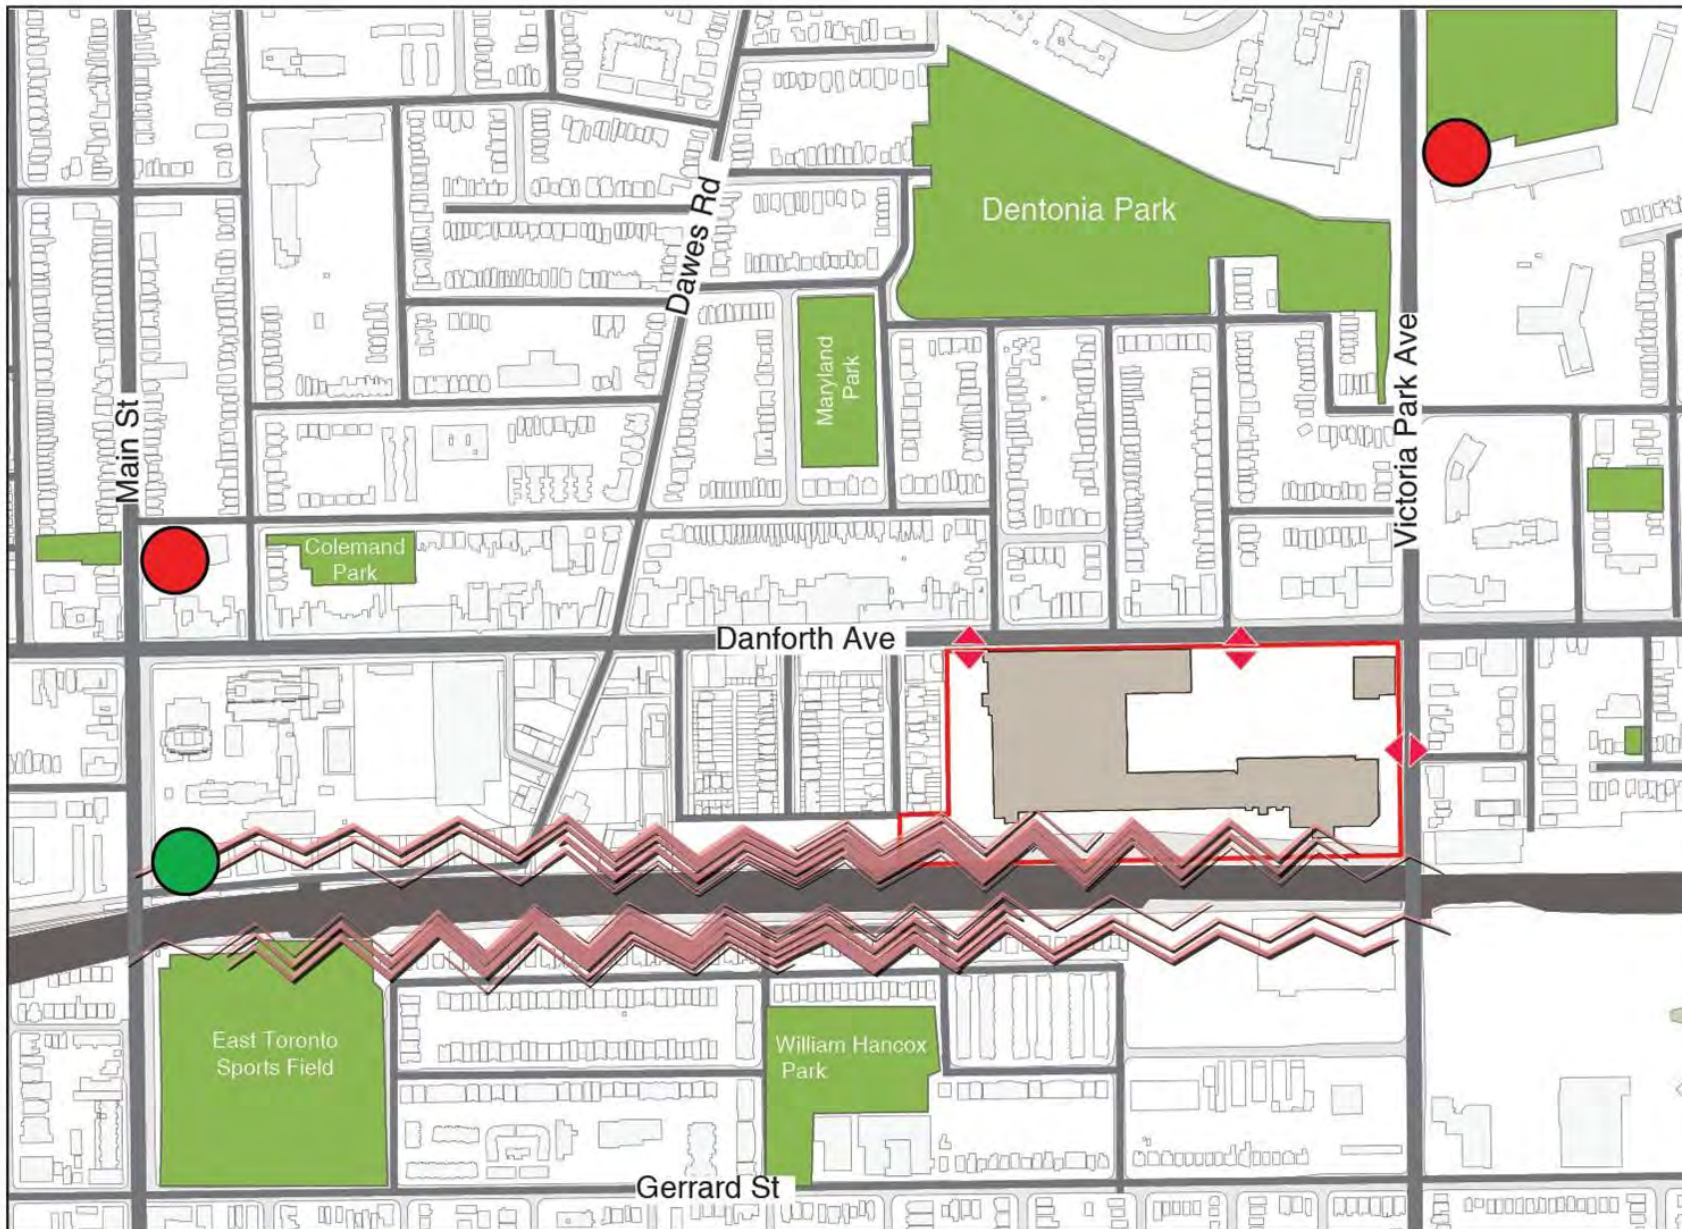 Dentonia Park
Dawes Rd
Maryland
Park
Victoria Park Ave
Main St
Colemand
Park
Danforth Ave
East Toronto
Sports Field
William Hancox
Park
Gerrard St